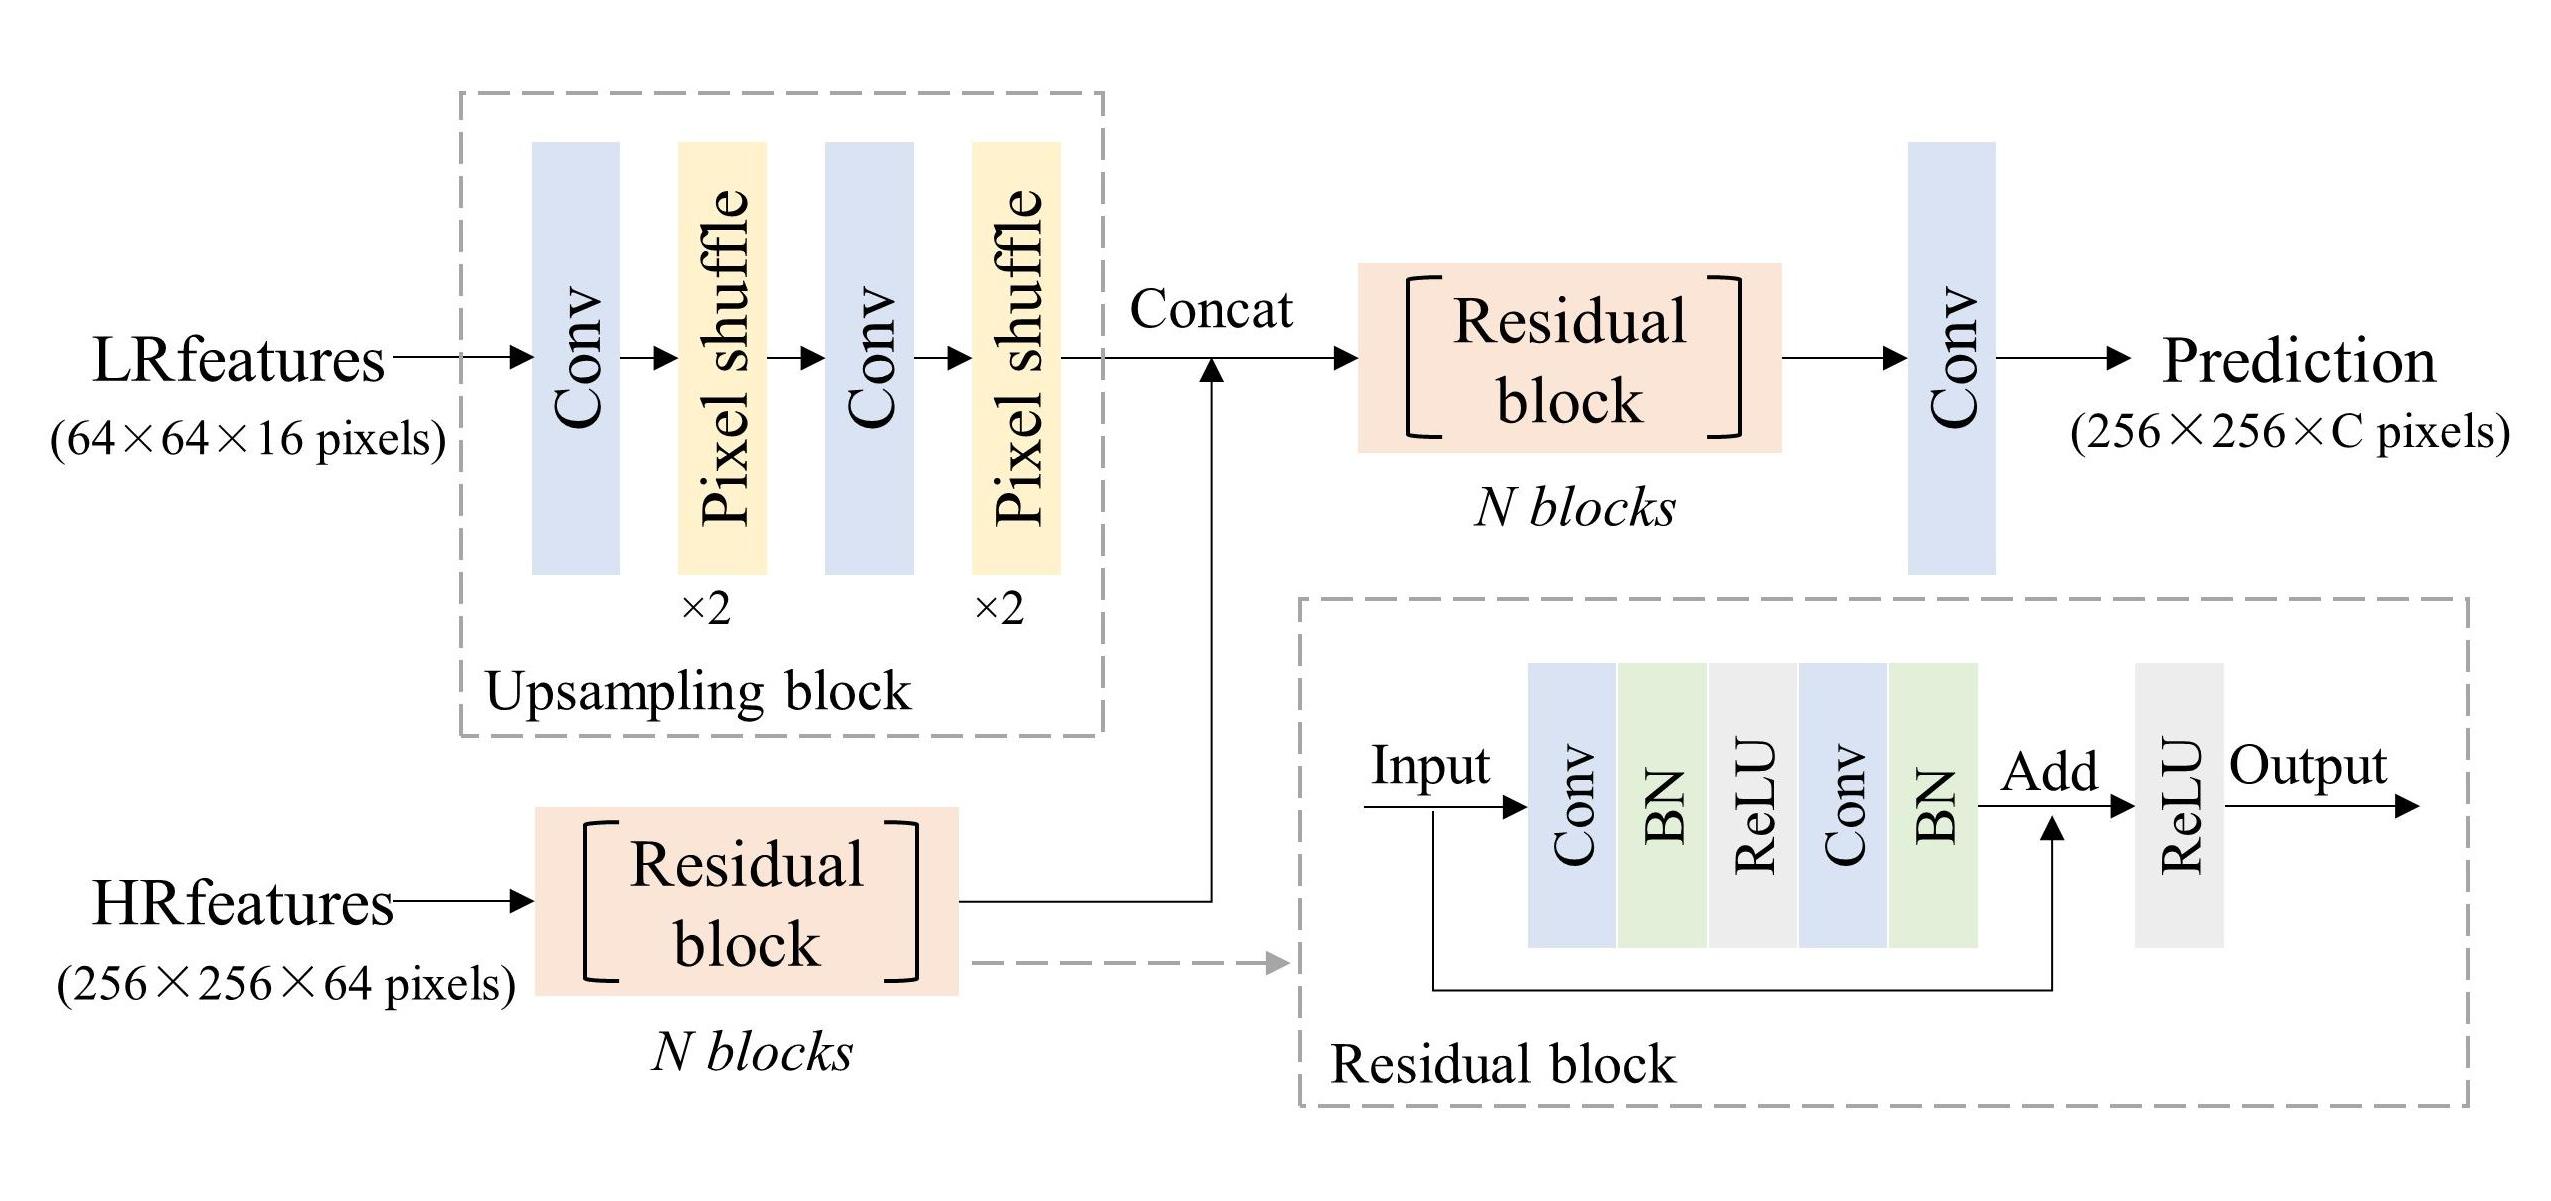 LRfeatures
(64×64×16 pixels)
Conv
Pixel shuffle
×2
Conv
Pixel shuffle
×2
Upsampling block
Concat
Residual
block
N blocks
Conv
Prediction
(256×256×C pixels)
HRfeatures
(256×256×64 pixels)
Residual
block
N blocks
Input
Conv
BN
ReLU
Conv
BN
Add
ReLU
Output
Residual block